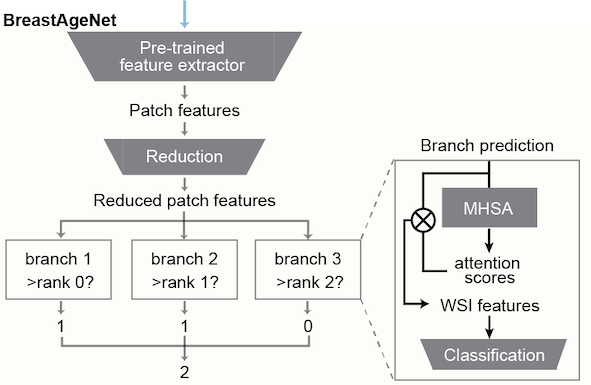 BreastAgeNet
Pre-trained
feature extractor
Patch features
Reduction
Reduced patch features
branch 1
>rank 0?
branch 2
>rank 1?
branch 3
>rank 2?
1
1
0
2
Branch prediction
MHSA
attention
scores
WSI features
Classification